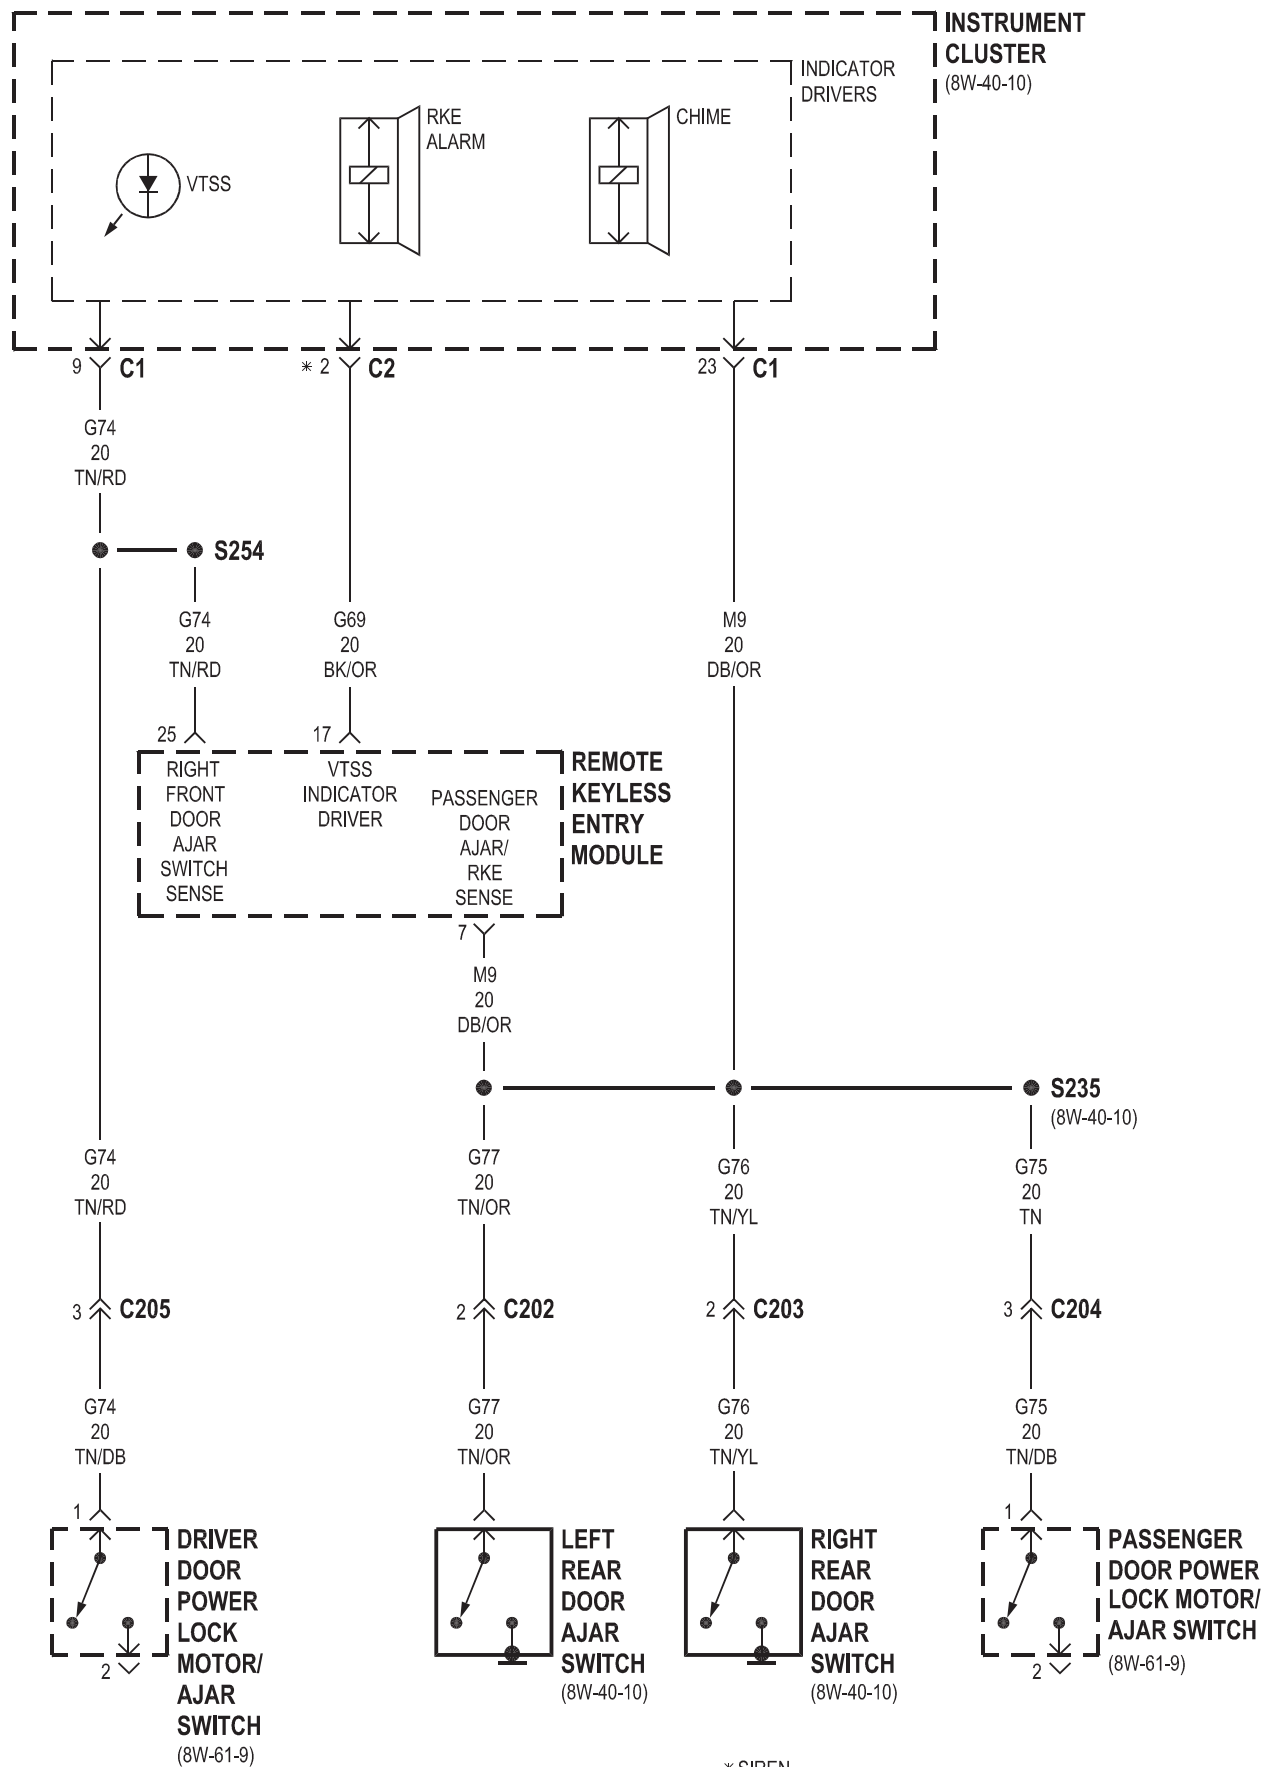 INSTRUMENT
CLUSTER
(8W-40-10)
INDICATOR
DRIVERS
VTSS
RKE
ALARM
CHIME
9 C1
* 2 C2
23 C1
G74
20
TN/RD
S254
G74
20
TN/RD
G69
20
BK/OR
M9
20
DB/OR
25
17
REMOTE
KEYLESS
ENTRY
MODULE
RIGHT
FRONT
DOOR
AJAR
SWITCH
SENSE
VTSS
INDICATOR
DRIVER
PASSENGER
DOOR
AJAR/
RKE
SENSE
7
M9
20
DB/OR
S235
(8W-40-10)
G74
20
TN/RD
G77
20
TN/OR
G76
20
TN/YL
G75
20
TN
3 C205
2 C202
2 C203
3 C204
G74
20
TN/DB
G77
20
TN/OR
G76
20
TN/YL
G75
20
TN/DB
1
2
DRIVER
DOOR
POWER
LOCK
MOTOR/
AJAR
SWITCH
(8W-61-9)
LEFT
REAR
DOOR
AJAR
SWITCH
(8W-40-10)
RIGHT
REAR
DOOR
AJAR
SWITCH
(8W-40-10)
1
2
PASSENGER
DOOR POWER
LOCK MOTOR/
AJAR SWITCH
(8W-61-9)
* SIREN